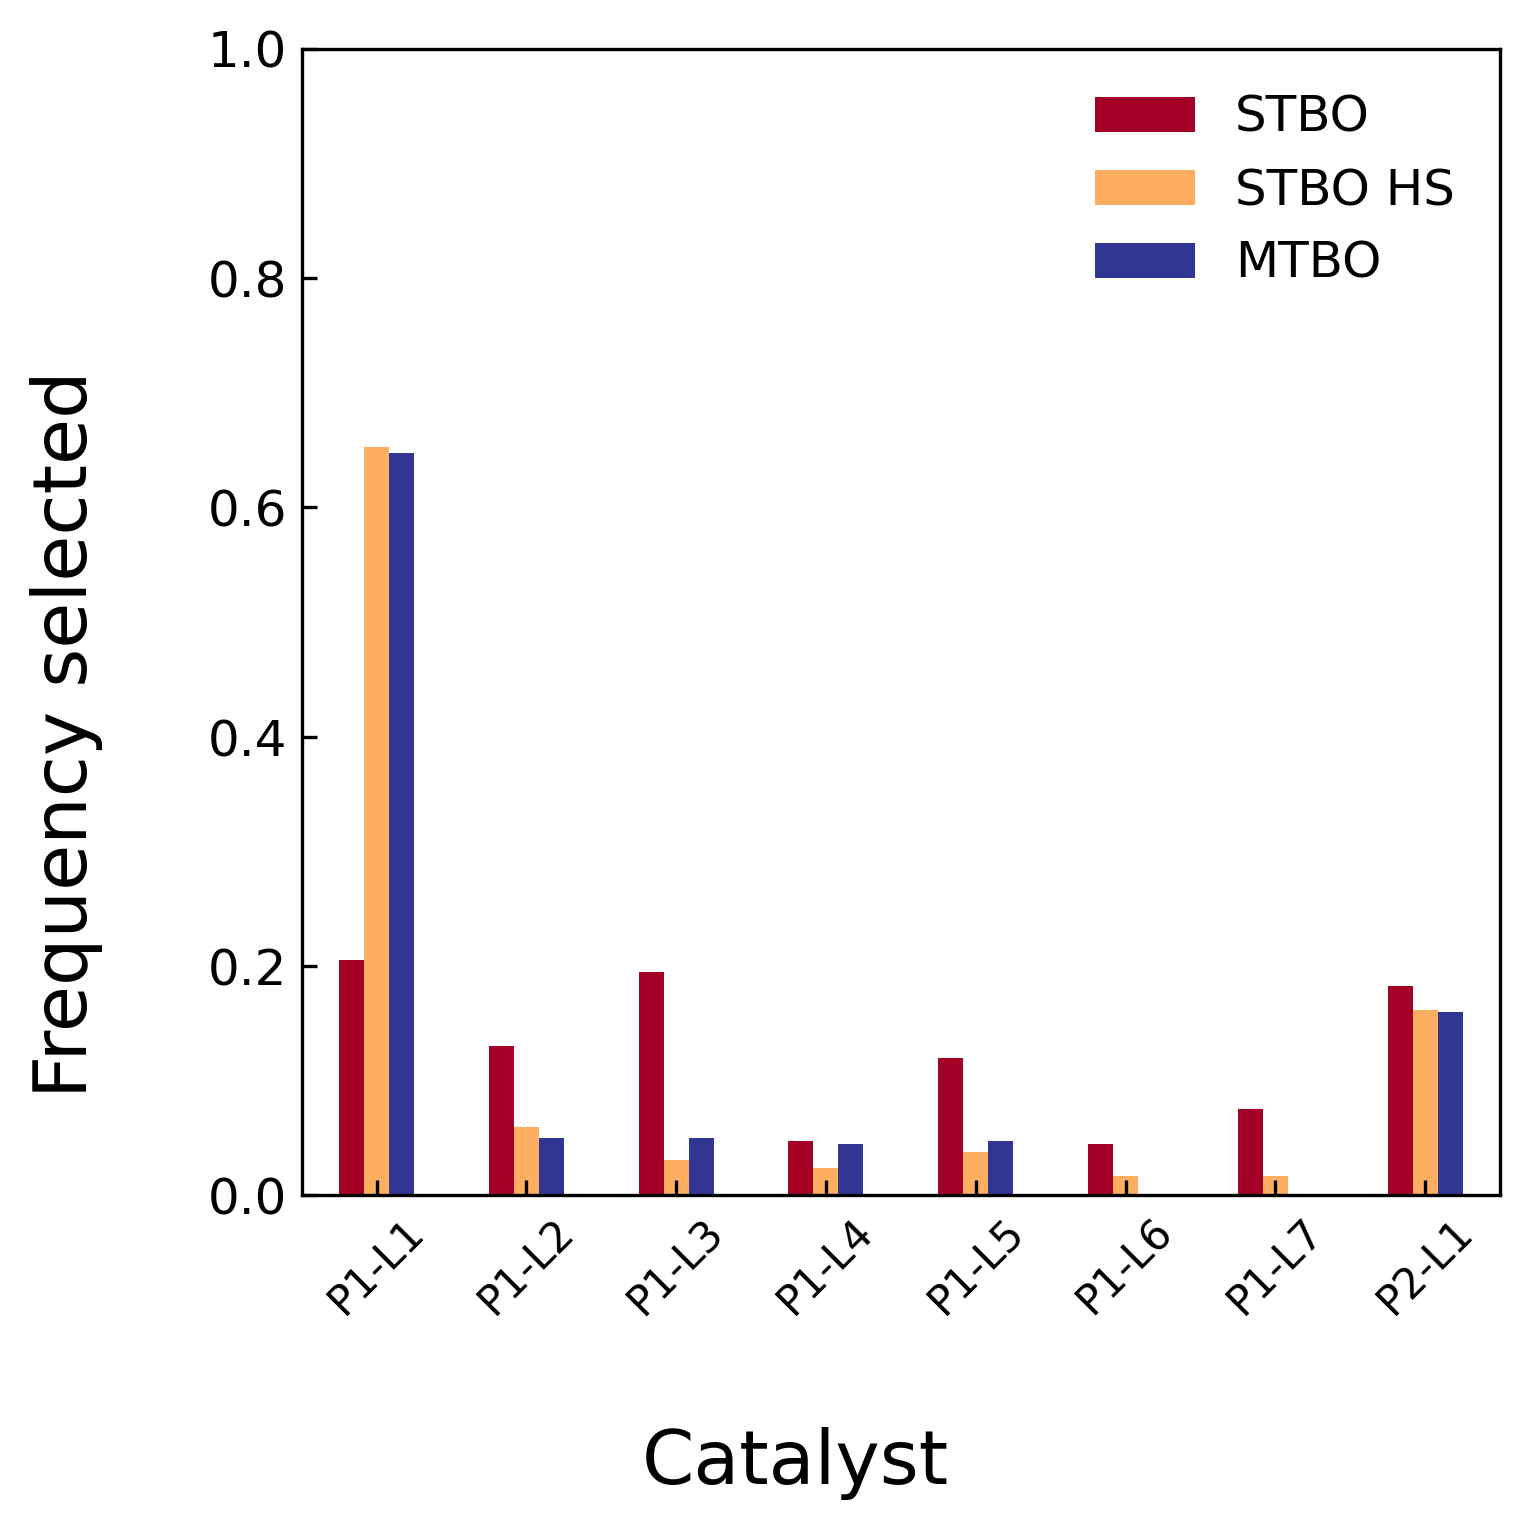 Frequency selected
1.0
0.8
0.6
0.4
0.2
0.0
STBO
STBO HS
MTBO
P1-L1
P1-L2
P1-L3
P1-L4
P1-L5
P1-L6
P1-L7
P2-L1
Catalyst